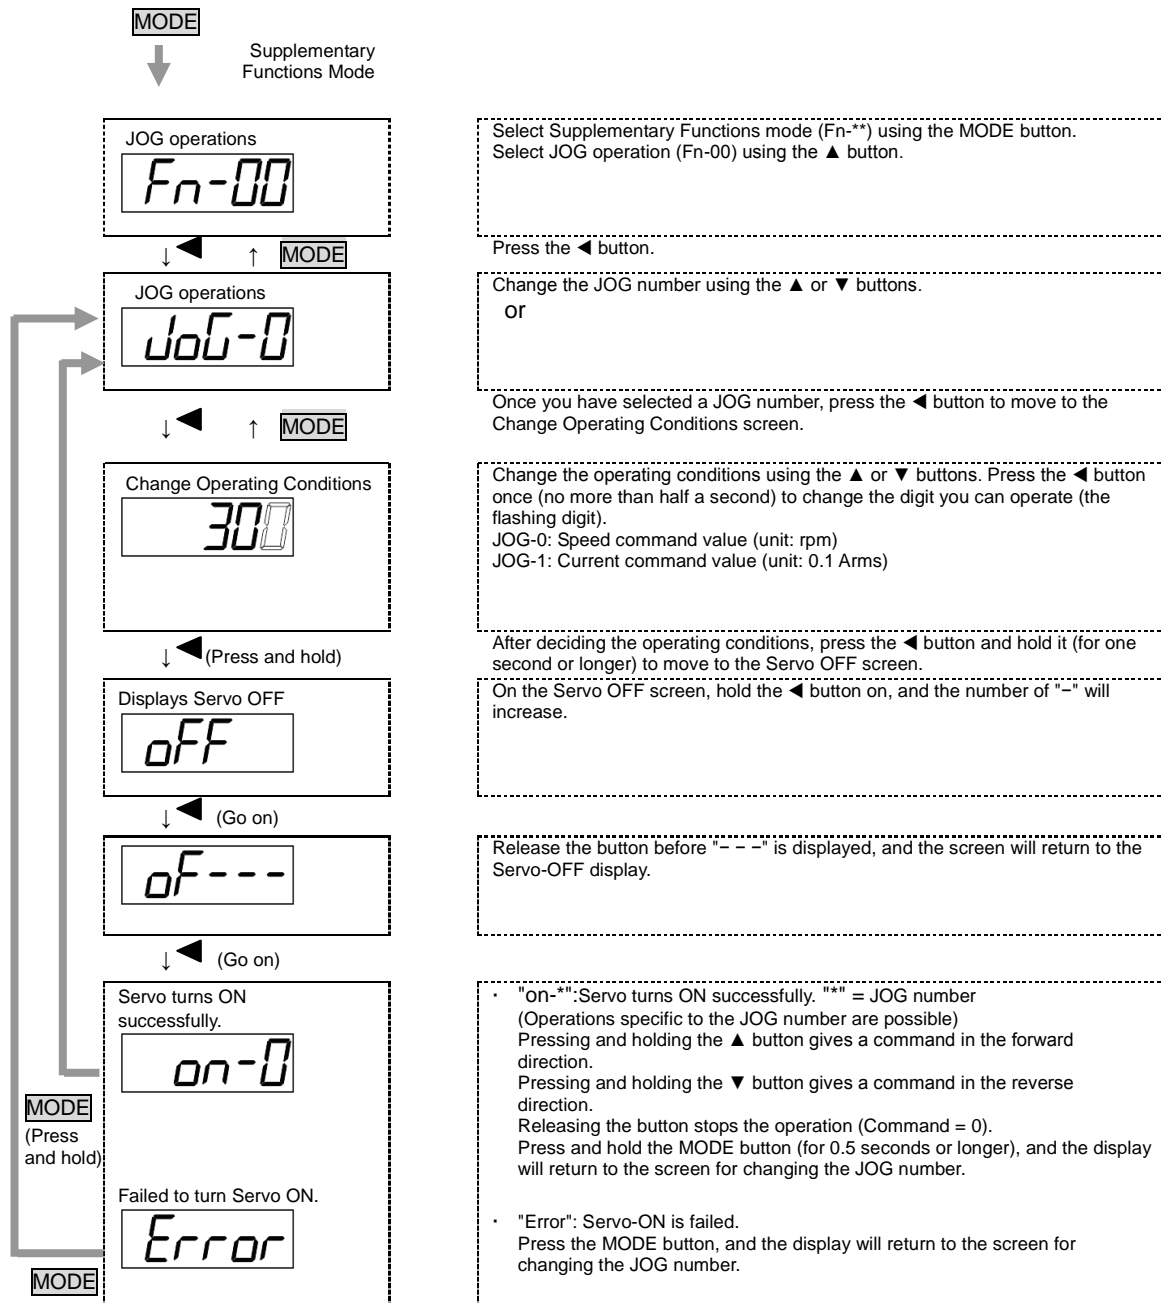 MODE
Supplementary
Functions Mode
JOG operations
Fn-00
Select Supplementary Functions mode (Fn-**) using the MODE button.
Select JOG operation (Fn-00) using the ▲ button.
↓◀ ↑ MODE
Press the ◀ button.
JOG operations
JoG-0
Change the JOG number using the ▲ or ▼ buttons.
or
↓◀ ↑ MODE
Once you have selected a JOG number, press the ◀ button to move to the
Change Operating Conditions screen.
Change Operating Conditions
300
Change the operating conditions using the ▲ or ▼ buttons. Press the ◀ button
once (no more than half a second) to change the digit you can operate (the
flashing digit).
JOG-0: Speed command value (unit: rpm)
JOG-1: Current command value (unit: 0.1 Arms)
↓◀(Press and hold)
After deciding the operating conditions, press the ◀ button and hold it (for one
second or longer) to move to the Servo OFF screen.
Displays Servo OFF
oFF
On the Servo OFF screen, hold the ◀ button on, and the number of "−" will
increase.
↓◀ (Go on)
oF---
Release the button before "− − −" is displayed, and the screen will return to the
Servo-OFF display.
↓◀ (Go on)
Servo turns ON
successfully.
on-0
· "on-*":Servo turns ON successfully. "*" = JOG number
(Operations specific to the JOG number are possible)
Pressing and holding the ▲ button gives a command in the forward
direction.
Pressing and holding the ▼ button gives a command in the reverse
direction.
Releasing the button stops the operation (Command = 0).
Press and hold the MODE button (for 0.5 seconds or longer), and the display
will return to the screen for changing the JOG number.
MODE
(Press
and hold)
Failed to turn Servo ON.
Error
· "Error": Servo-ON is failed.
Press the MODE button, and the display will return to the screen for
changing the JOG number.
MODE